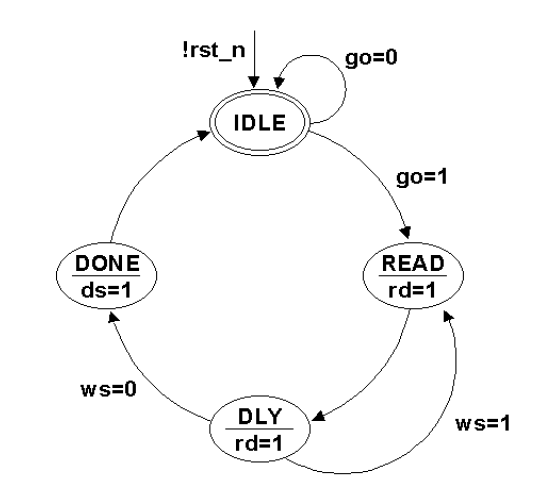 !rst_n
go=0
IDLE
go=1
DONE
ds=1
READ
rd=1
ws=0
DLY
rd=1
ws=1